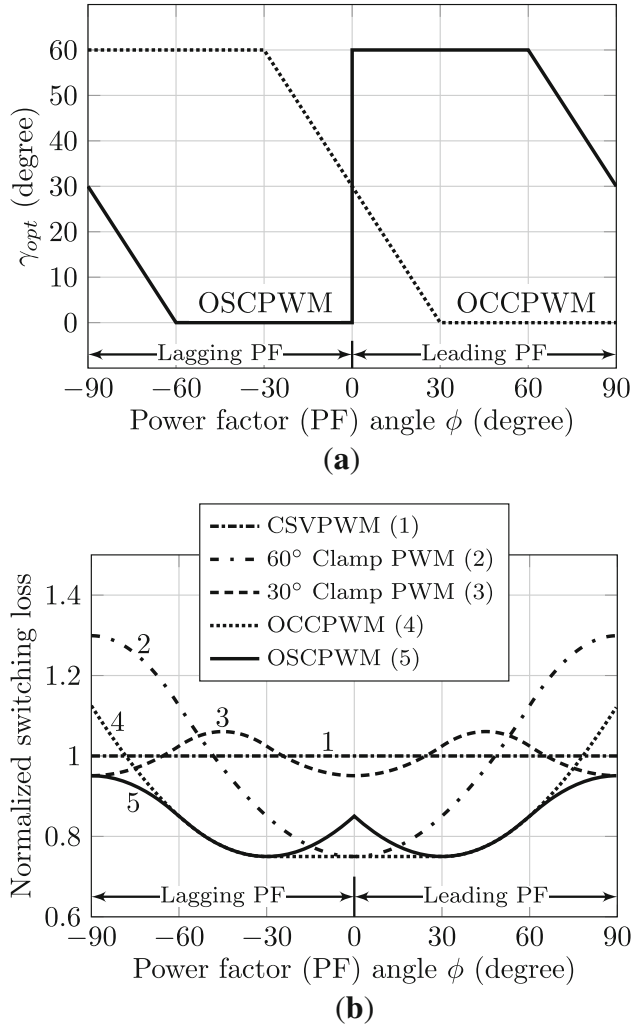 60
50
40
30
20
10
0
γopt (degree)
OSCPWM
OCCPWM
Lagging PF
Leading PF
−90
−60
−30
0
30
60
90
Power factor (PF) angle ϕ (degree)
(a)
CSVPWM (1)
60° Clamp PWM (2)
30° Clamp PWM (3)
OCCPWM (4)
OSCPWM (5)
1.4
1.2
1
0.8
0.6
Normalized switching loss
2
4
3
1
5
Lagging PF
Leading PF
−90
−60
−30
0
30
60
90
Power factor (PF) angle ϕ (degree)
(b)